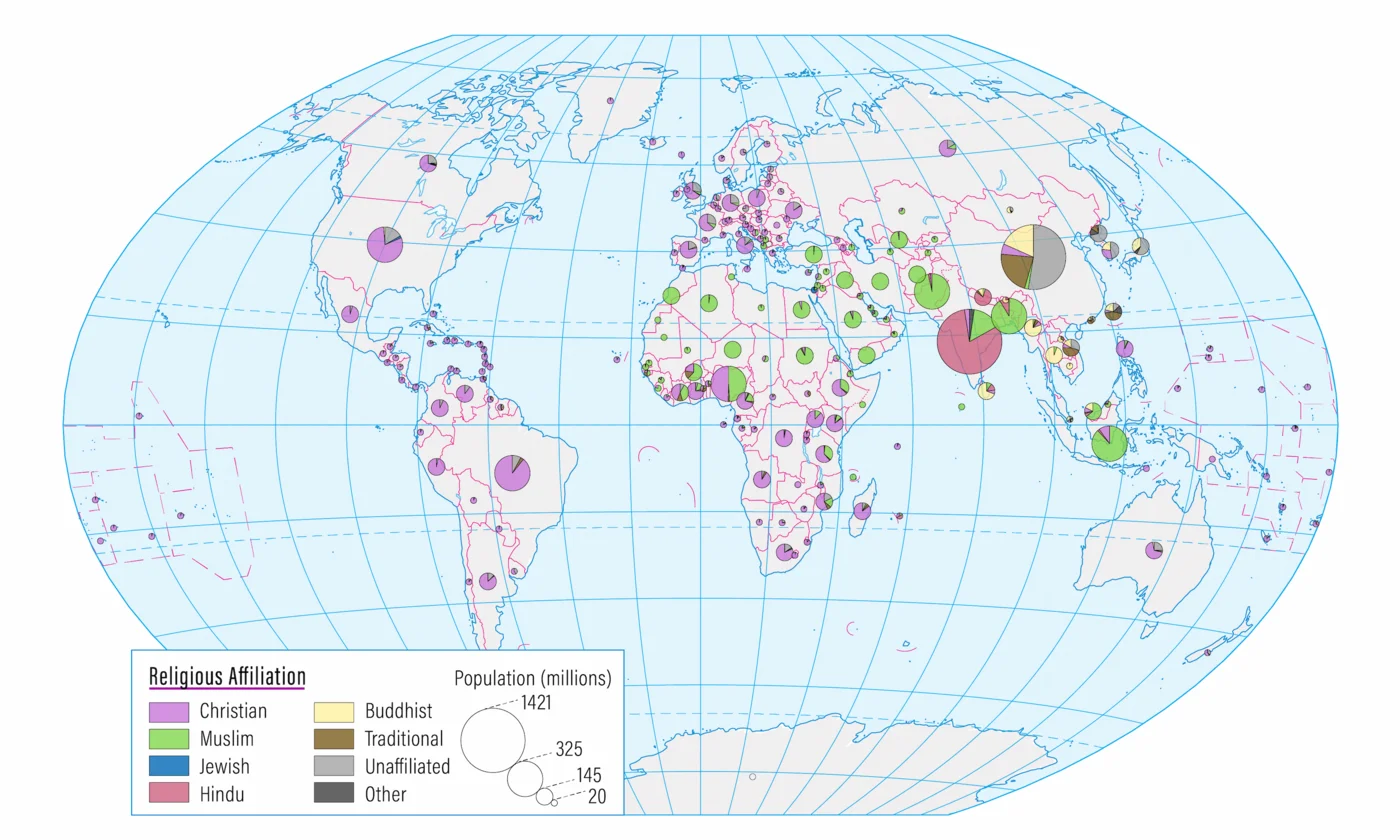 Religious Affiliation
Christian
Muslim
Jewish
Hindu
Buddhist
Traditional
Unaffiliated
Other
Population (millions)
1421
325
145
20